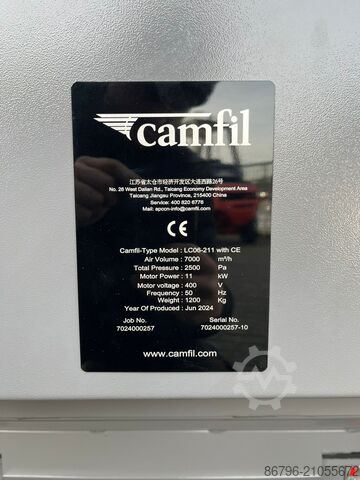 camfil
江苏省太仓市经济开发区大连西路26号
No. 26 West Dalian Rd., Taicang Economy Development Area
Taicang Jiangsu Province, 215400 China
Service: 400 820 6778
Mail: apcon-info@camfil.com
CE
Camfil-Type Model : LC06-211 with CE
Air Volume : 7000 m³/h
Total Pressure : 2500 Pa
Motor Power : 11 kW
Motor voltage : 400 V
Frequency : 50 Hz
Weight : 1200 Kg
Year Of Produced : Jun 2024
Job No. Serial No.
7024000257 7024000257-10
www.camfil.com
86796-21055672